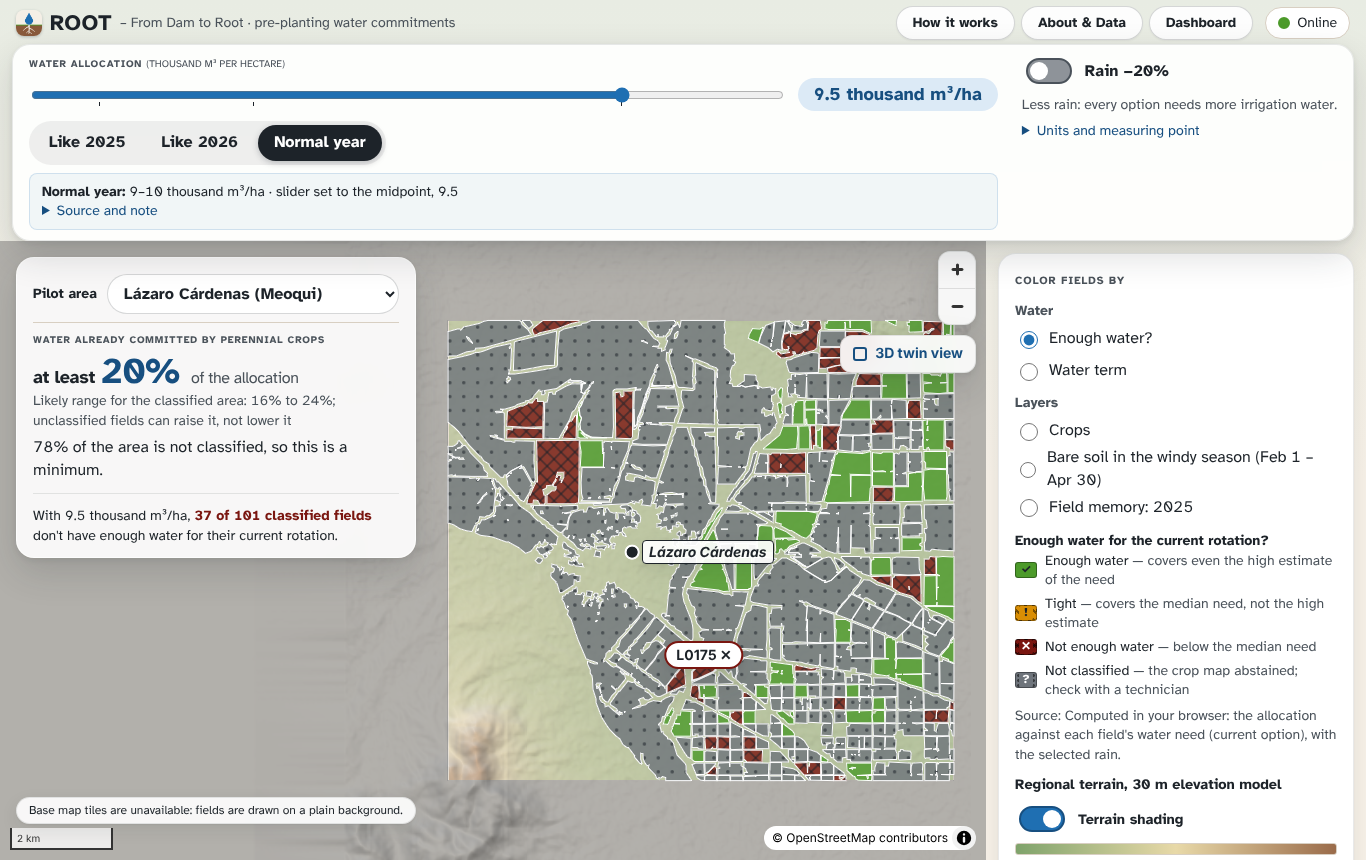 ROOT – From Dam to Root · pre-planting water commitments
How it works
About & Data
Dashboard
Online
WATER ALLOCATION (THOUSAND M³ PER HECTARE)
9.5 thousand m³/ha
Like 2025
Like 2026
Normal year
Normal year: 9–10 thousand m³/ha · slider set to the midpoint, 9.5
Source and note
Rain −20%
Less rain: every option needs more irrigation water.
Units and measuring point
Pilot area
Lázaro Cárdenas (Meoqui)
WATER ALREADY COMMITTED BY PERENNIAL CROPS
at least 20% of the allocation
Likely range for the classified area: 16% to 24%;
unclassified fields can raise it, not lower it
78% of the area is not classified, so this is a
minimum.
With 9.5 thousand m³/ha, 37 of 101 classified fields
don't have enough water for their current rotation.
+
−
3D twin view
Lázaro Cárdenas
L0175 ×
Base map tiles are unavailable: fields are drawn on a plain background.
2 km
© OpenStreetMap contributors
COLOR FIELDS BY
Water
Enough water?
Water term
Layers
Crops
Bare soil in the windy season (Feb 1 –
Apr 30)
Field memory: 2025
Enough water for the current rotation?
Enough water — covers even the high estimate
of the need
! Tight — covers the median need, not the high
estimate
× Not enough water — below the median need
? Not classified — the crop map abstained;
check with a technician
Source: Computed in your browser: the allocation
against each field's water need (current option), with
the selected rain.
Regional terrain, 30 m elevation model
Terrain shading